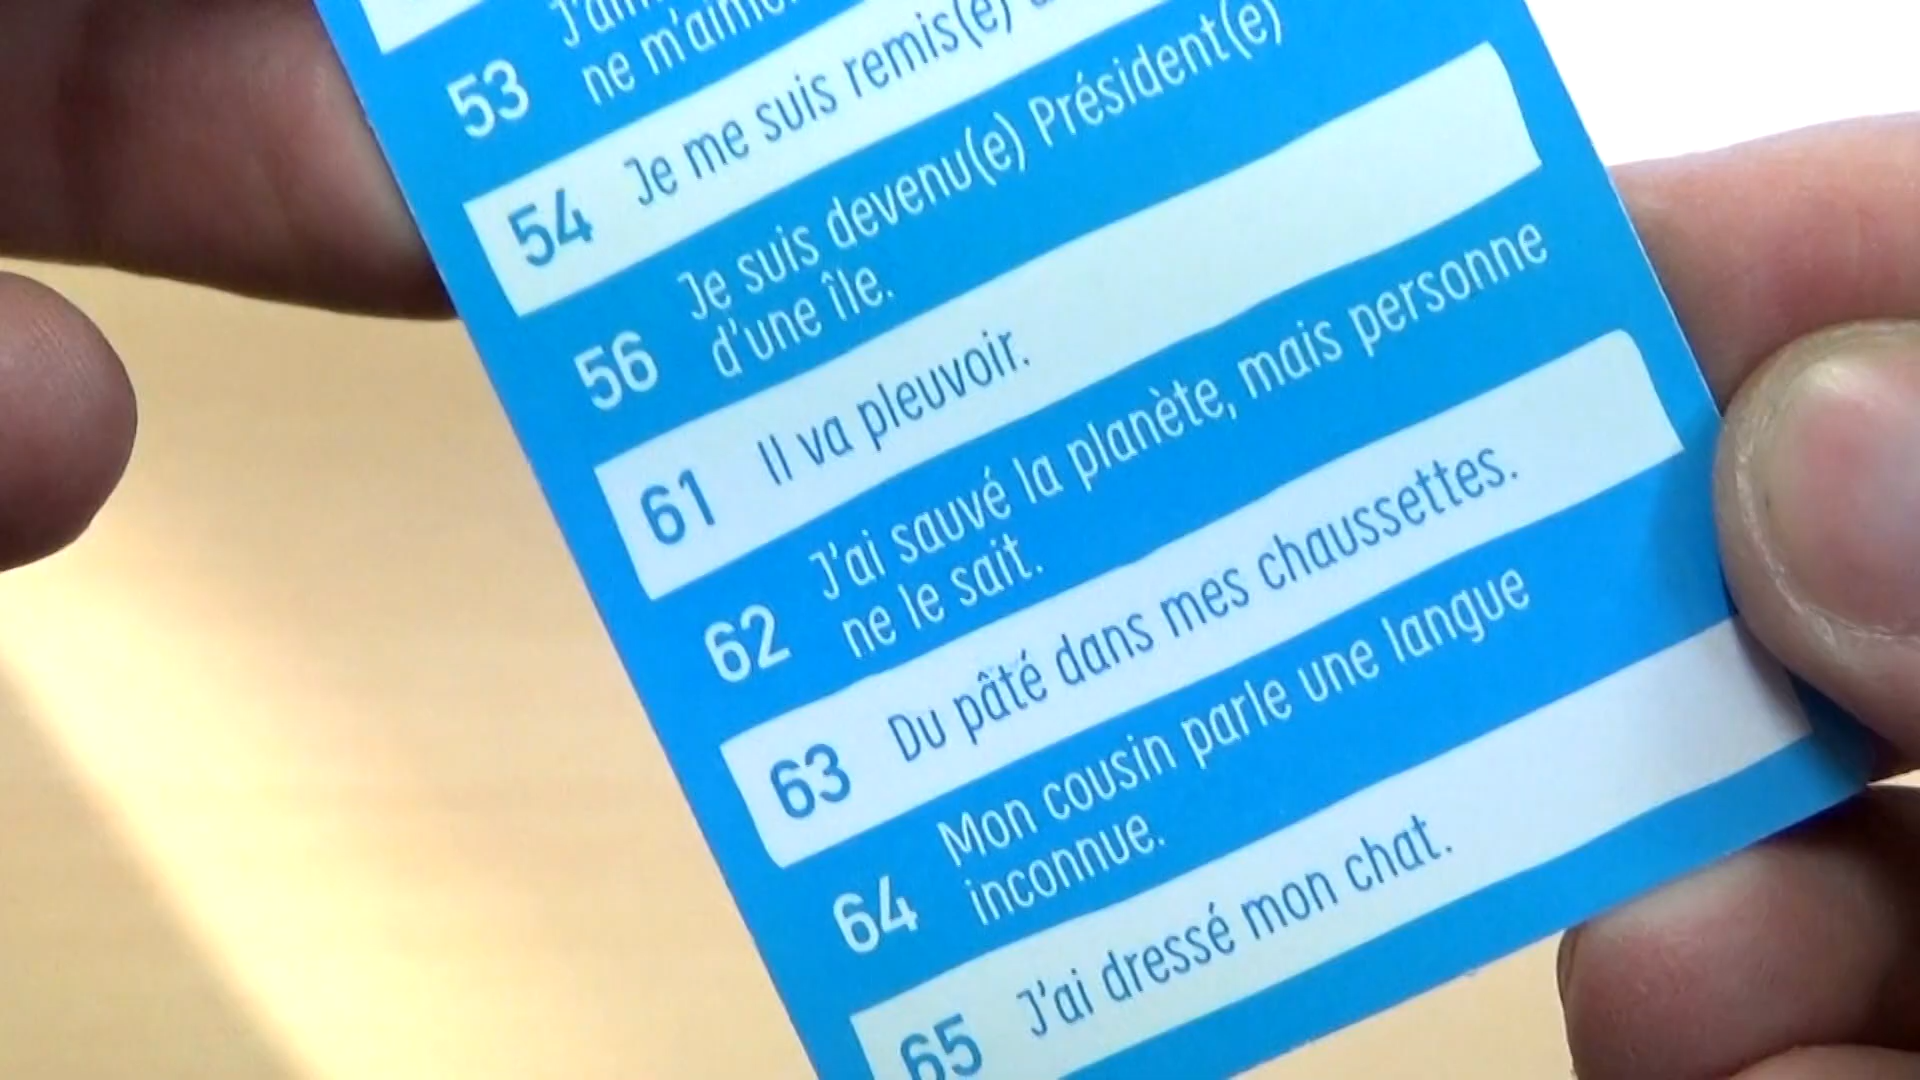 53
ne
54 Je me suis remis(e)
56 Je suis devenu(e) Président(e)
d'une île.
61 Il va pleuvoir.
62 J'ai sauvé la planète, mais personne
ne le sait.
63 Du pâté dans mes chaussettes.
64 Mon cousin parle une langue
inconnue.
65 J'ai dressé mon chat.